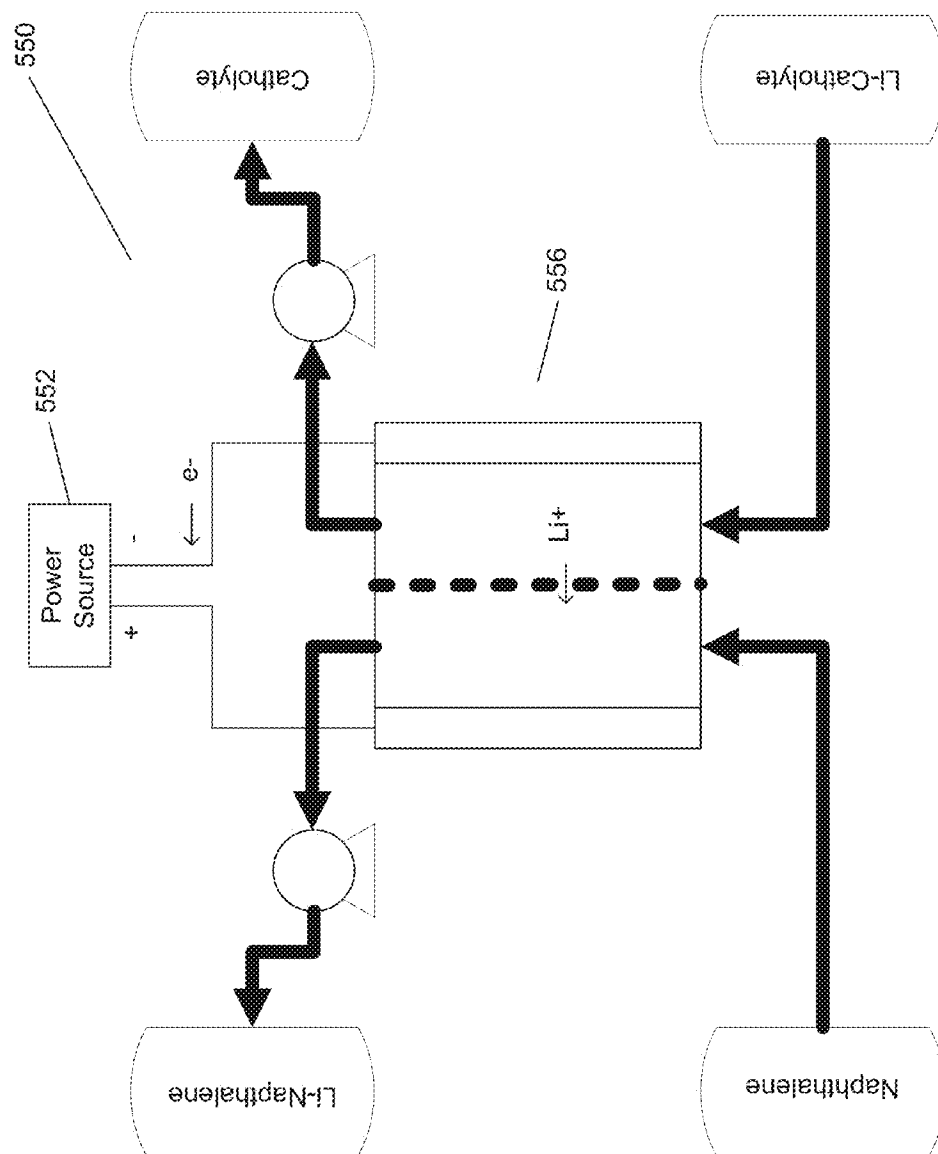 550
Catholyte
552
Power
Source
-
e-
+
556
Li+
Li-Napthalene
Li-Catholyte
Naphthalene